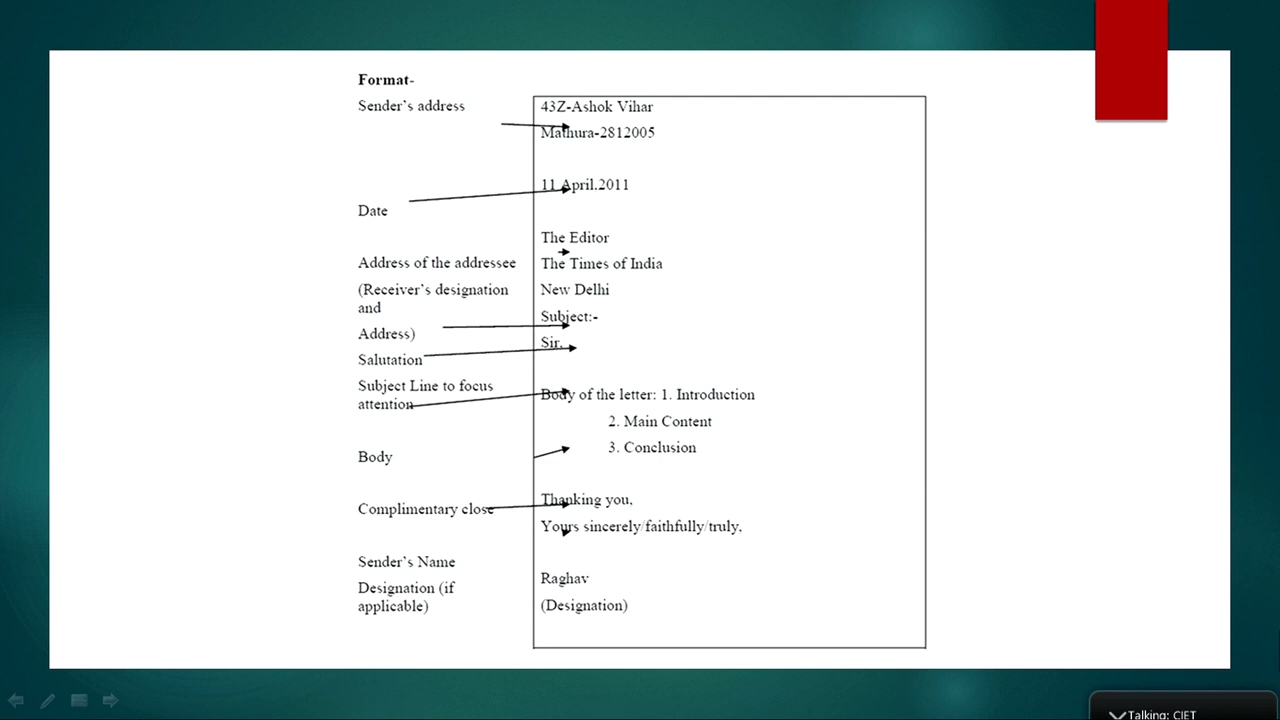 Format-
Sender's address
43Z-Ashok Vihar
Mathura-2812005
11 April.2011
Date
The Editor
Address of the addressee
The Times of India
(Receiver's designation
and
New Delhi
Subject:-
Address)
Sir,
Salutation
Subject Line to focus
attention
Body of the letter: 1. Introduction
2. Main Content
3. Conclusion
Body
Thanking you,
Complimentary close
Yours sincerely/faithfully/truly,
Sender's Name
Raghav
Designation (if
applicable)
(Designation)
Talking: CIET